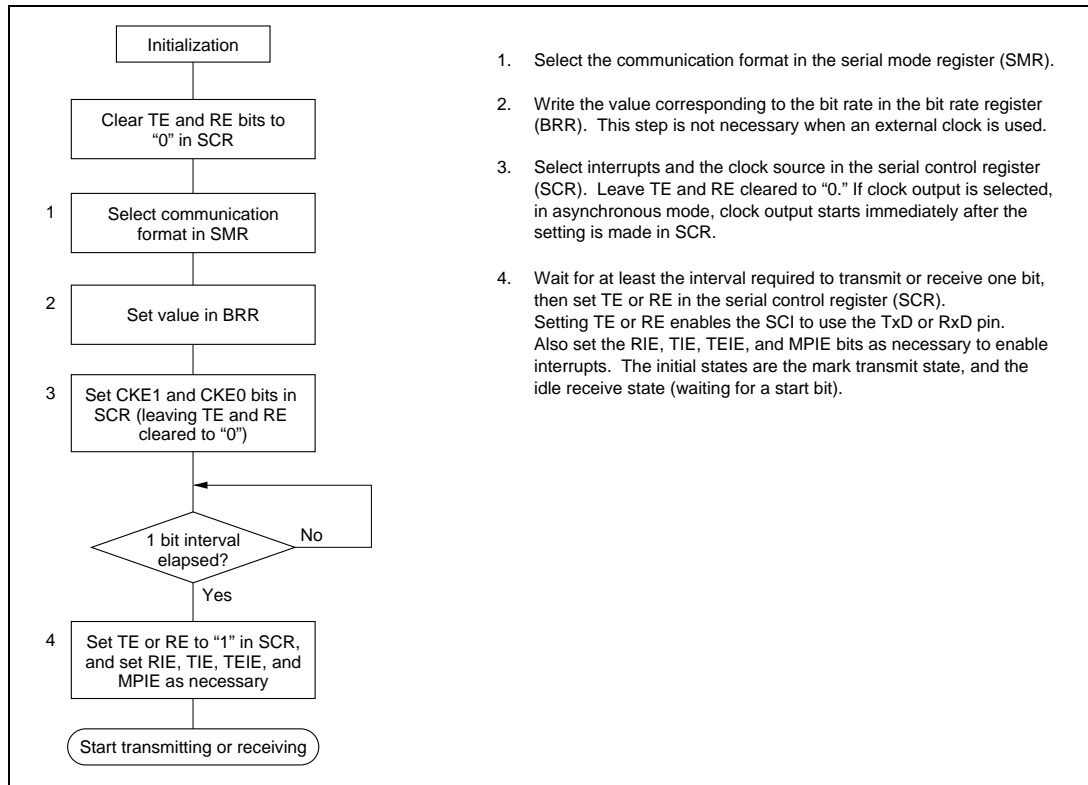 Initialization
Clear TE and RE bits to
“0” in SCR
1
Select communication
format in SMR
2
Set value in BRR
3
Set CKE1 and CKE0 bits in
SCR (leaving TE and RE
cleared to “0”)
1 bit interval
elapsed?
No
Yes
4
Set TE or RE to “1” in SCR,
and set RIE, TIE, TEIE, and
MPIE as necessary
Start transmitting or receiving
1. Select the communication format in the serial mode register (SMR).
2. Write the value corresponding to the bit rate in the bit rate register
(BRR). This step is not necessary when an external clock is used.
3. Select interrupts and the clock source in the serial control register
(SCR). Leave TE and RE cleared to “0.” If clock output is selected,
in asynchronous mode, clock output starts immediately after the
setting is made in SCR.
4. Wait for at least the interval required to transmit or receive one bit,
then set TE or RE in the serial control register (SCR).
Setting TE or RE enables the SCI to use the TxD or RxD pin.
Also set the RIE, TIE, TEIE, and MPIE bits as necessary to enable
interrupts. The initial states are the mark transmit state, and the
idle receive state (waiting for a start bit).